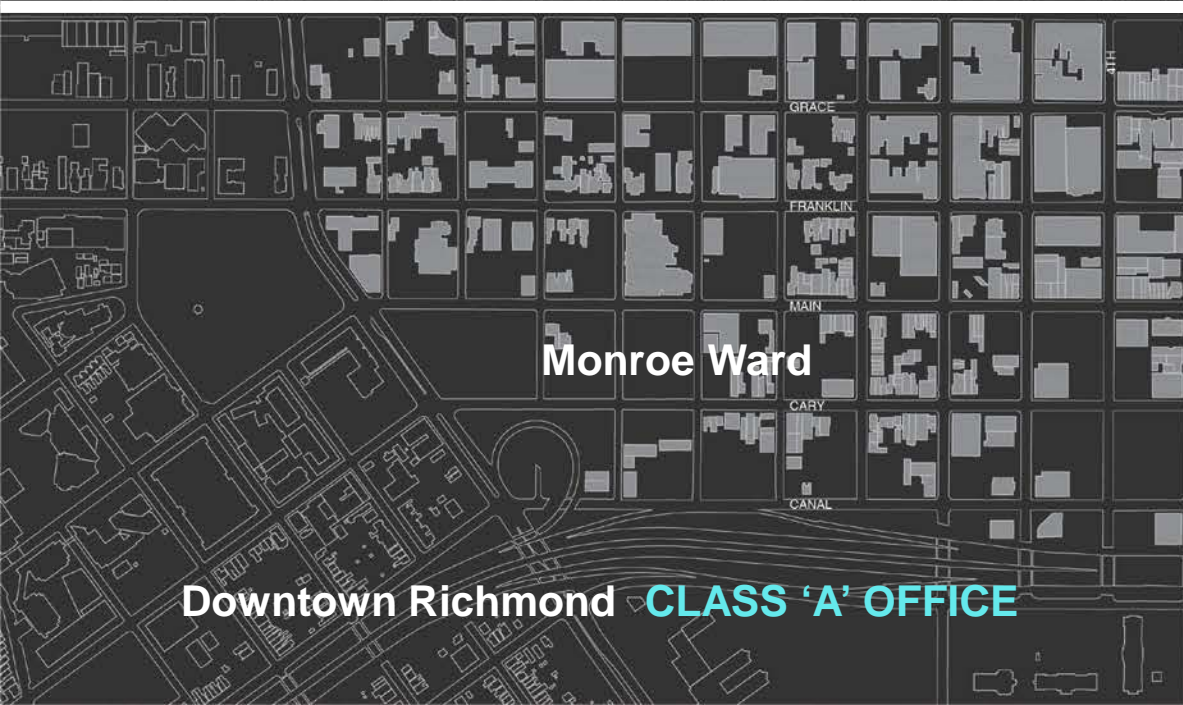 4TH
GRACE
FRANKLIN
MAIN
Monroe Ward
CARY
CANAL
Downtown Richmond CLASS ‘A’ OFFICE